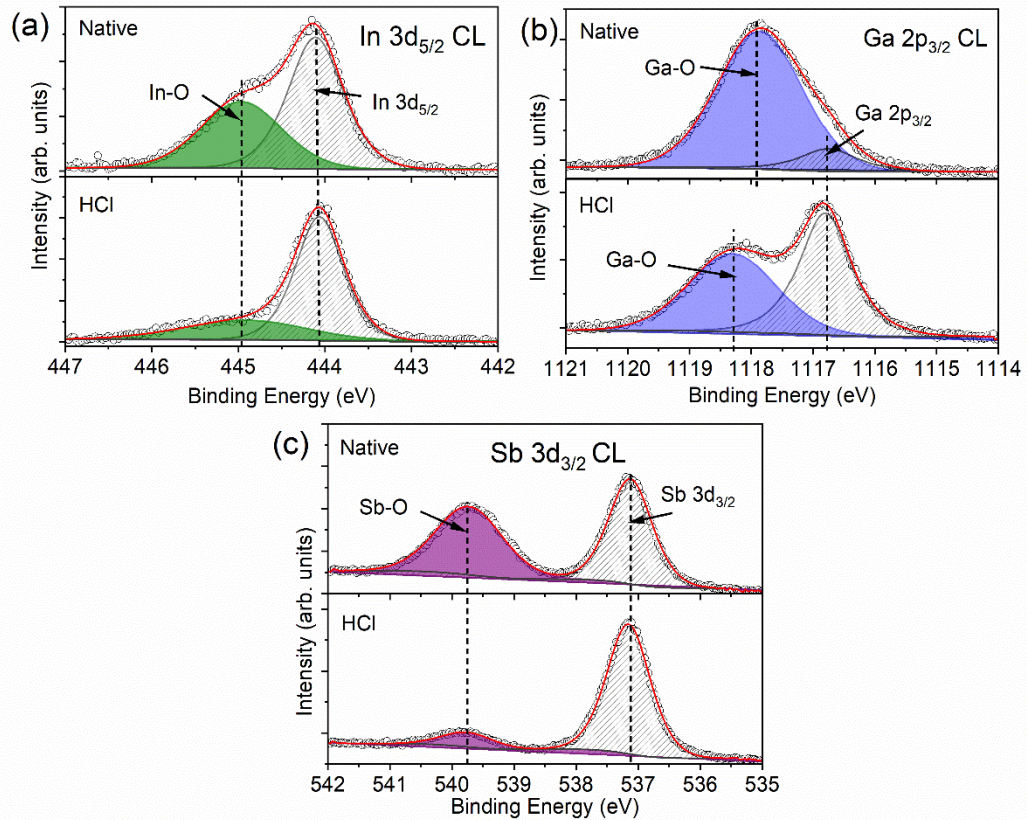 (a)
Native
In 3d5/2 CL
In-O
In 3d5/2
HCl
Intensity (arb. units)
447 446 445 444 443 442
Binding Energy (eV)
(b)
Native
Ga 2p3/2 CL
Ga-O
Ga 2p3/2
HCl
Ga-O
Intensity (arb. units)
1121 1120 1119 1118 1117 1116 1115 1114
Binding Energy (eV)
(c)
Native
Sb 3d3/2 CL
Sb-O
Sb 3d3/2
HCl
Intensity (arb. units)
542 541 540 539 538 537 536 535
Binding Energy (eV)